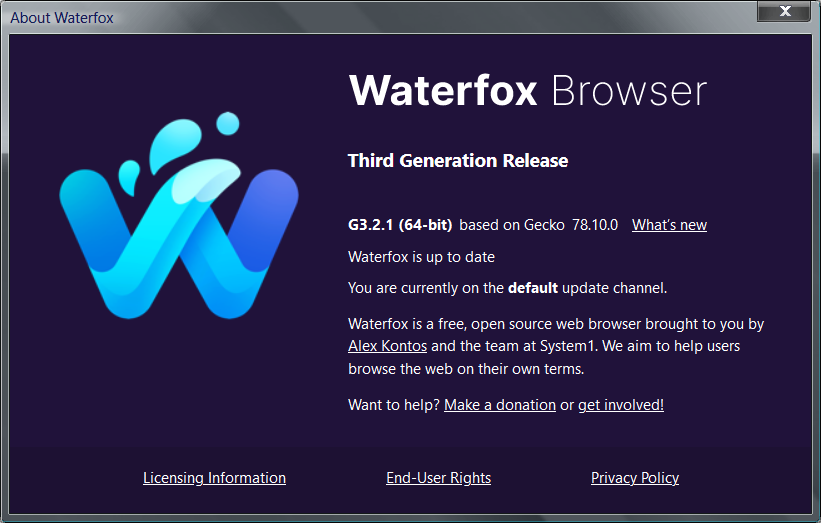 About Waterfox
Waterfox Browser
Third Generation Release
G3.2.1 (64-bit) based on Gecko 78.10.0 What's new
Waterfox is up to date
You are currently on the default update channel.
Waterfox is a free, open source web browser brought to you by
Alex Kontos and the team at System1. We aim to help users
browse the web on their own terms.
Want to help? Make a donation or get involved!
Licensing Information End-User Rights Privacy Policy